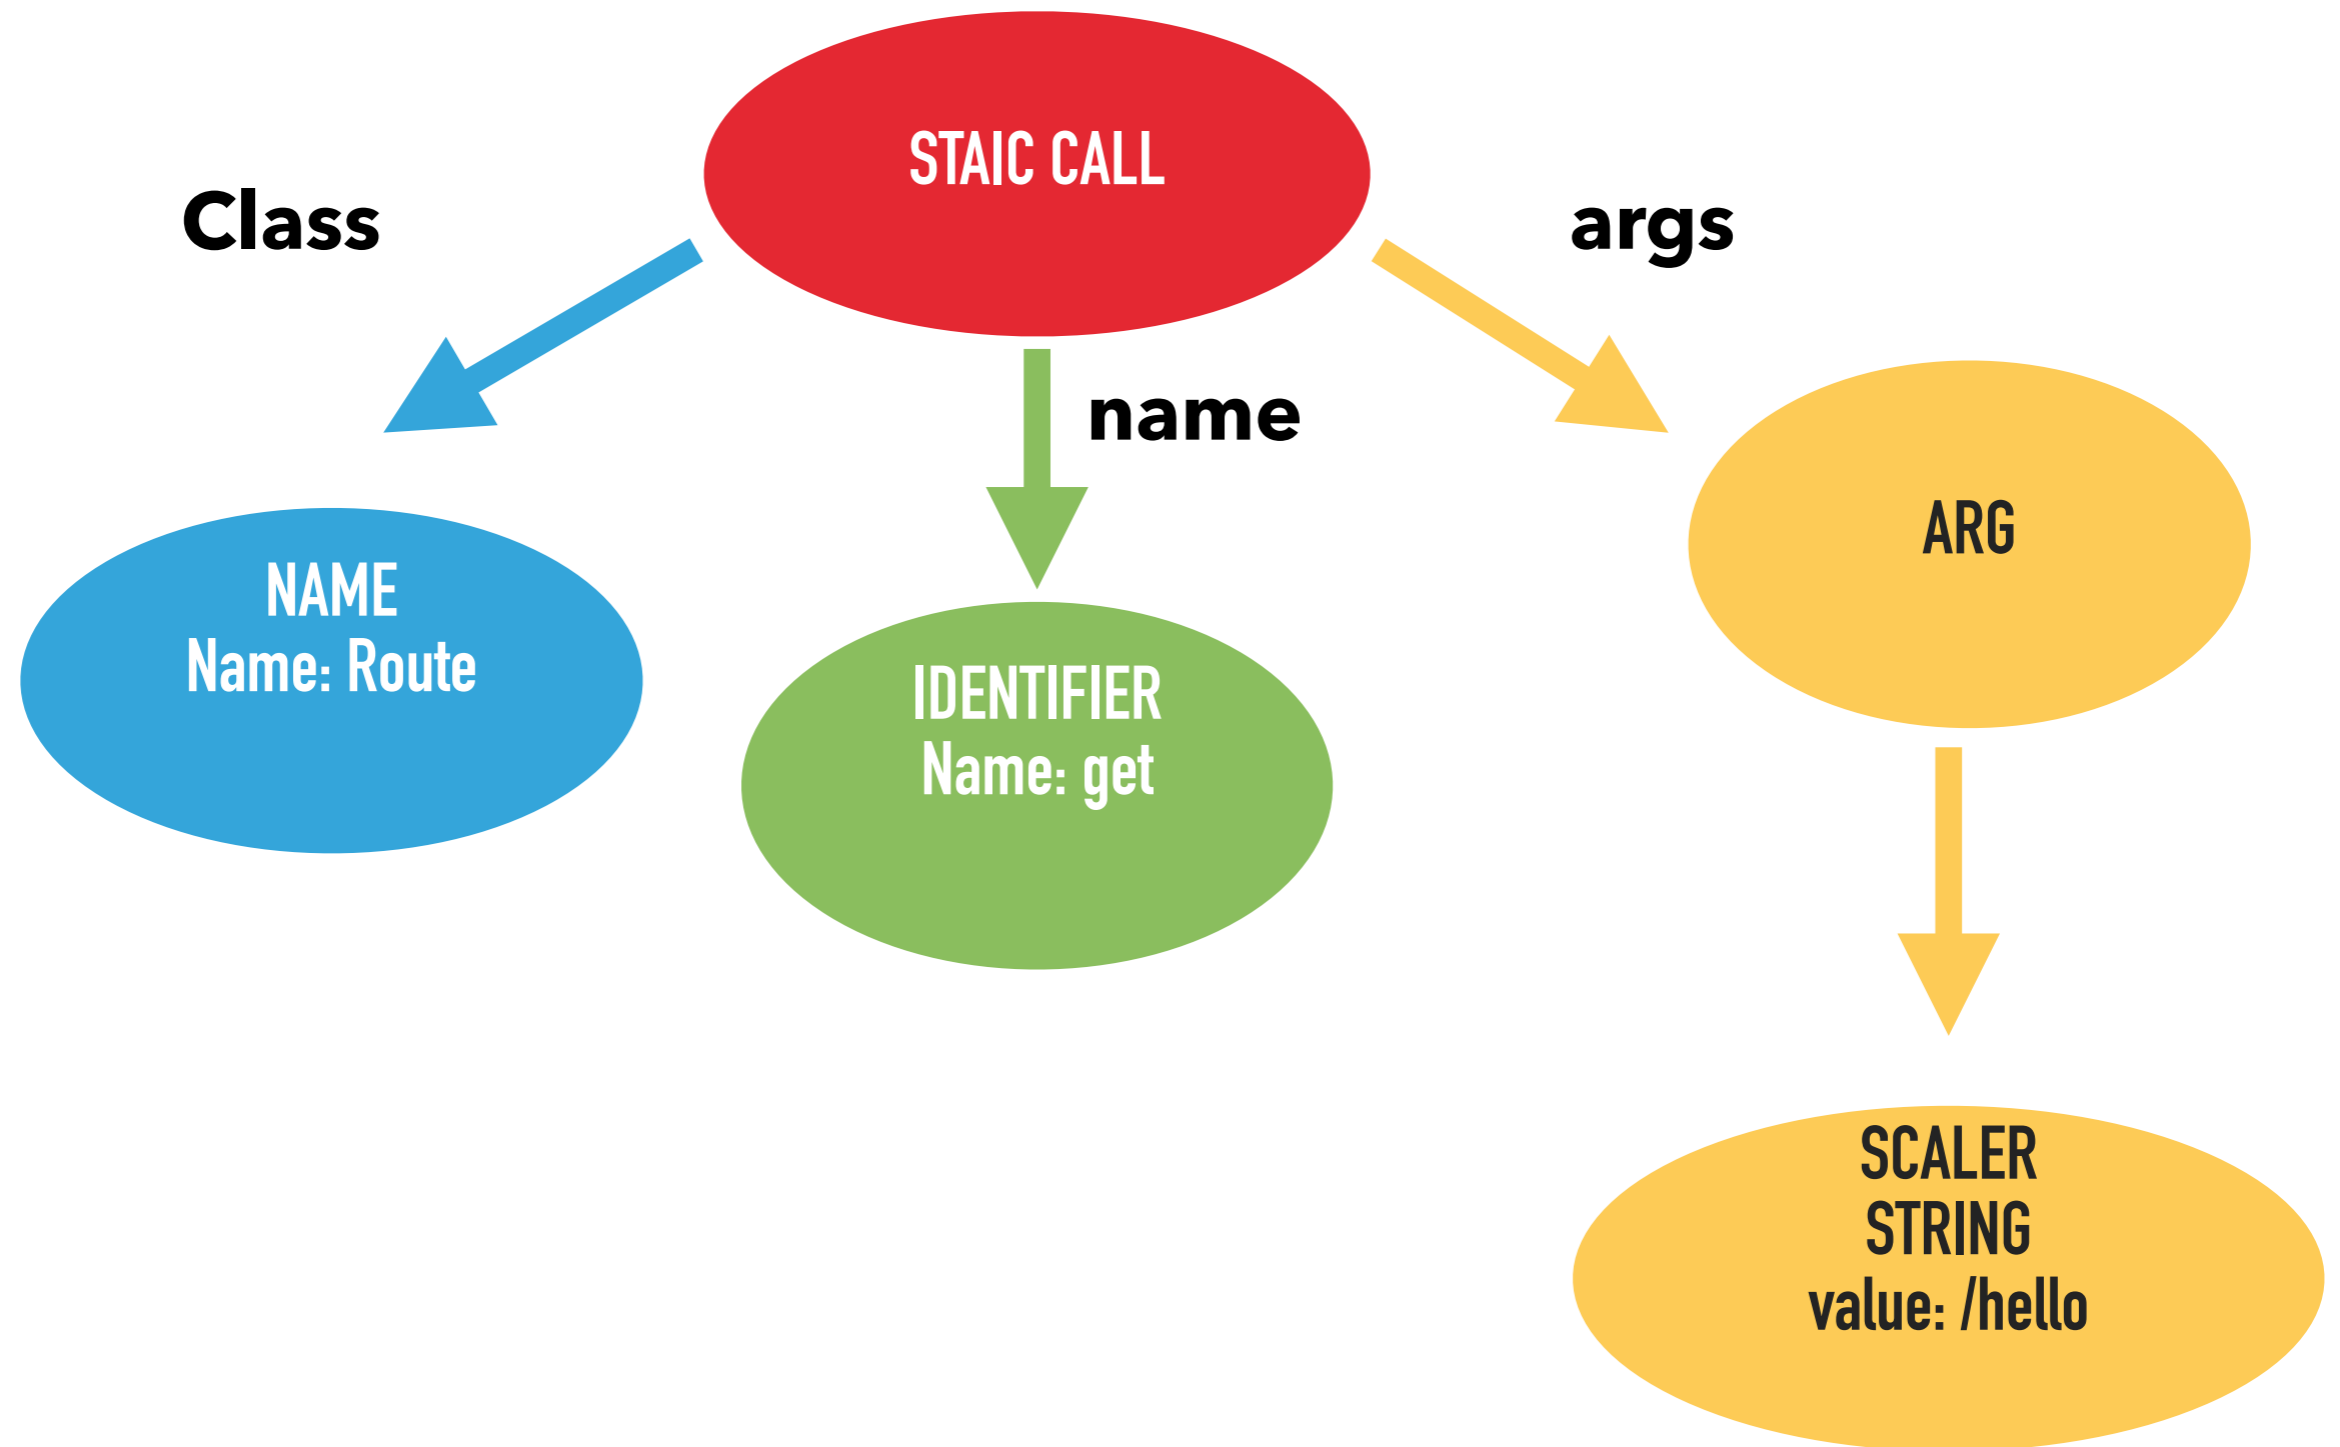 STAIC CALL
Class
args
name
NAME
Name: Route
ARG
IDENTIFIER
Name: get
SCALER
STRING
value: /hello